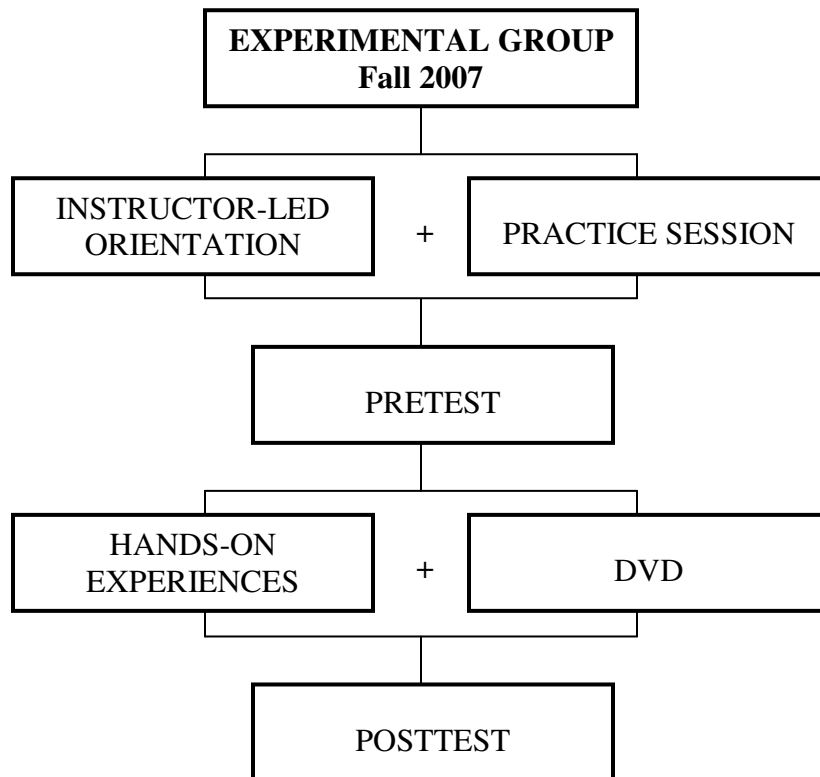 EXPERIMENTAL GROUP
Fall 2007
INSTRUCTOR-LED
ORIENTATION
+
PRACTICE SESSION
PRETEST
HANDS-ON
EXPERIENCES
+
DVD
POSTTEST